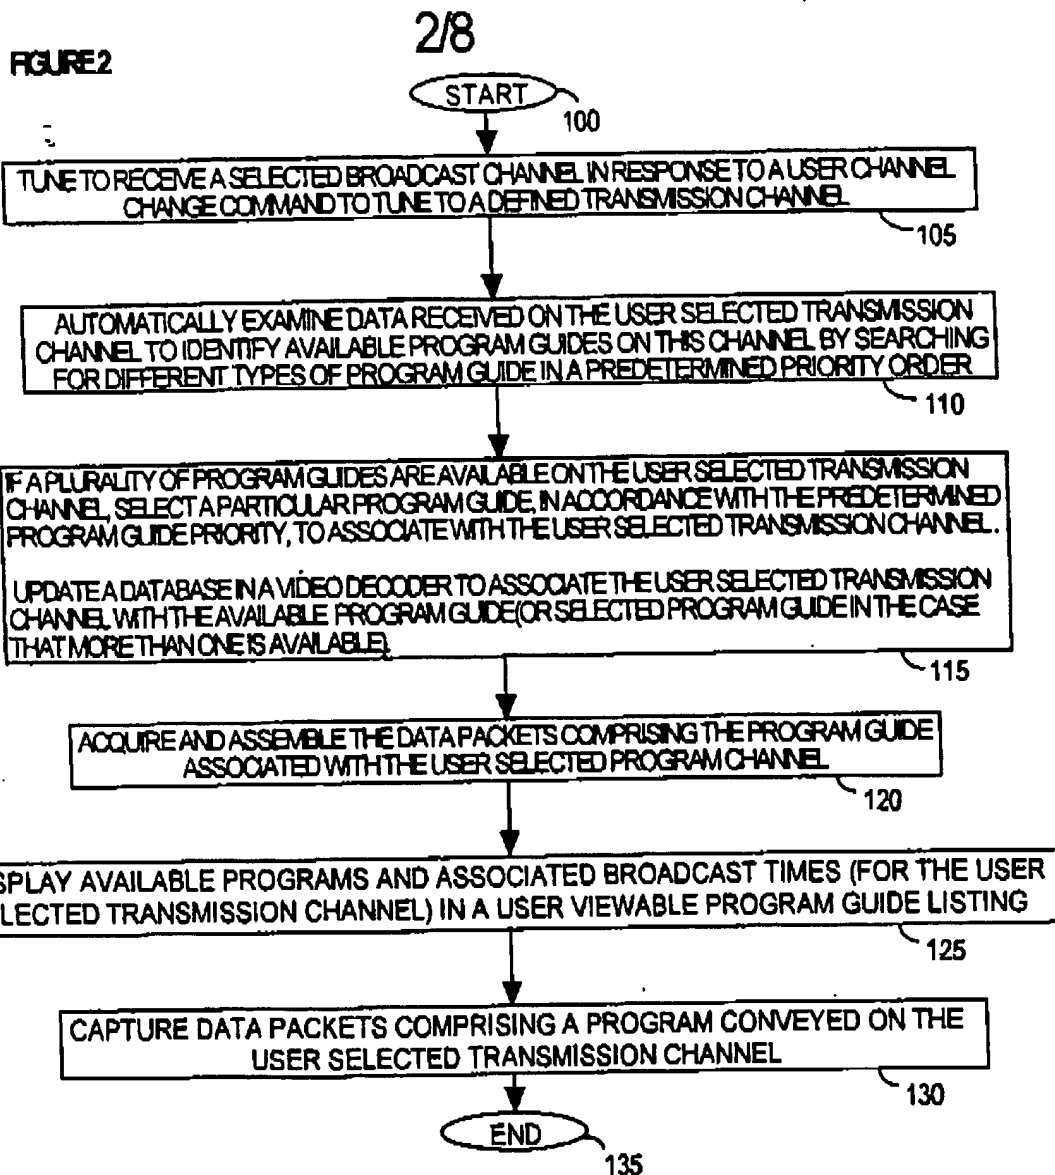 2/8
FIGURE 2
START
100
TUNE TO RECEIVE A SELECTED BROADCAST CHANNEL IN RESPONSE TO A USER CHANNEL
CHANGE COMMAND TO TUNE TO A DEFINED TRANSMISSION CHANNEL
105
AUTOMATICALLY EXAMINE DATA RECEIVED ON THE USER SELECTED TRANSMISSION
CHANNEL TO IDENTIFY AVAILABLE PROGRAM GUIDES ON THIS CHANNEL BY SEARCHING
FOR DIFFERENT TYPES OF PROGRAM GUIDE IN A PREDETERMINED PRIORITY ORDER
110
IF A PLURALITY OF PROGRAM GUIDES ARE AVAILABLE ON THE USER SELECTED TRANSMISSION
CHANNEL, SELECT A PARTICULAR PROGRAM GUIDE, IN ACCORDANCE WITH THE PREDETERMINED
PROGRAM GUIDE PRIORITY, TO ASSOCIATE WITH THE USER SELECTED TRANSMISSION CHANNEL.
UPDATE A DATABASE IN A VIDEO DECODER TO ASSOCIATE THE USER SELECTED TRANSMISSION
CHANNEL WITH THE AVAILABLE PROGRAM GUIDE (OR SELECTED PROGRAM GUIDE IN THE CASE
THAT MORE THAN ONE IS AVAILABLE).
115
ACQUIRE AND ASSEMBLE THE DATA PACKETS COMPRISING THE PROGRAM GUIDE
ASSOCIATED WITH THE USER SELECTED PROGRAM CHANNEL
120
SPLAY AVAILABLE PROGRAMS AND ASSOCIATED BROADCAST TIMES (FOR THE USER
LECTED TRANSMISSION CHANNEL) IN A USER VIEWABLE PROGRAM GUIDE LISTING
125
CAPTURE DATA PACKETS COMPRISING A PROGRAM CONVEYED ON THE
USER SELECTED TRANSMISSION CHANNEL
130
END
135